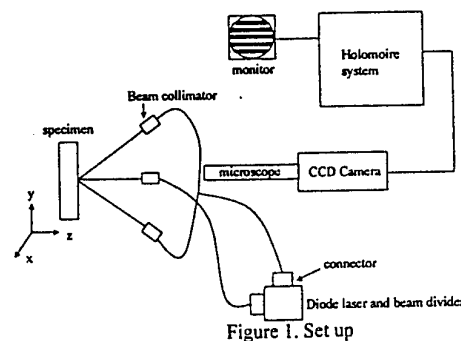 monitor
Holomoire
system
Beam collimator
specimen
microscope
CCD Camera
y
z
x
connector
Diode laser and beam divider
Figure 1. Set up